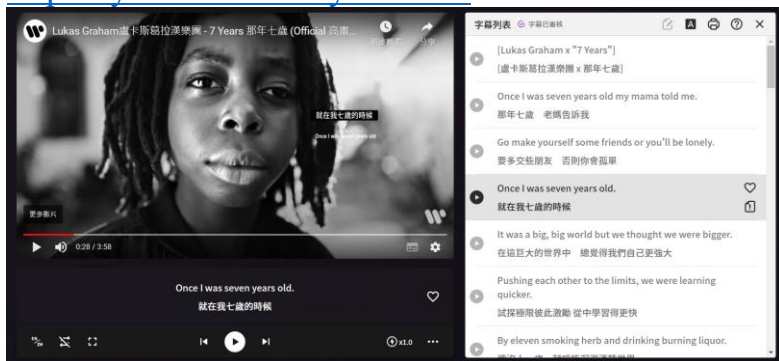 Lukas Graham盧卡斯葛拉漢樂團 - 7 Years 那年七歲 (Official 高畫
分享
就在我七歲的時候
Once I was seven years old
更多影片
0:28 / 3:58
Once I was seven years old.
就在我七歲的時候
x1.0
字幕列表 字幕已審核
[Lukas Graham x "7 Years"]
[盧卡斯葛拉漢樂團 x 那年七歲]
Once I was seven years old my mama told me.
那年七歲 老媽告訴我
Go make yourself some friends or you'll be lonely.
要多交些朋友 否則你會孤單
Once I was seven years old.
就在我七歲的時候
It was a big, big world but we thought we were bigger.
在這巨大的世界中 總覺得我們自己更強大
Pushing each other to the limits, we were learning
quicker.
試探極限彼此激勵 從中學習得更快
By eleven smoking herb and drinking burning liquor.